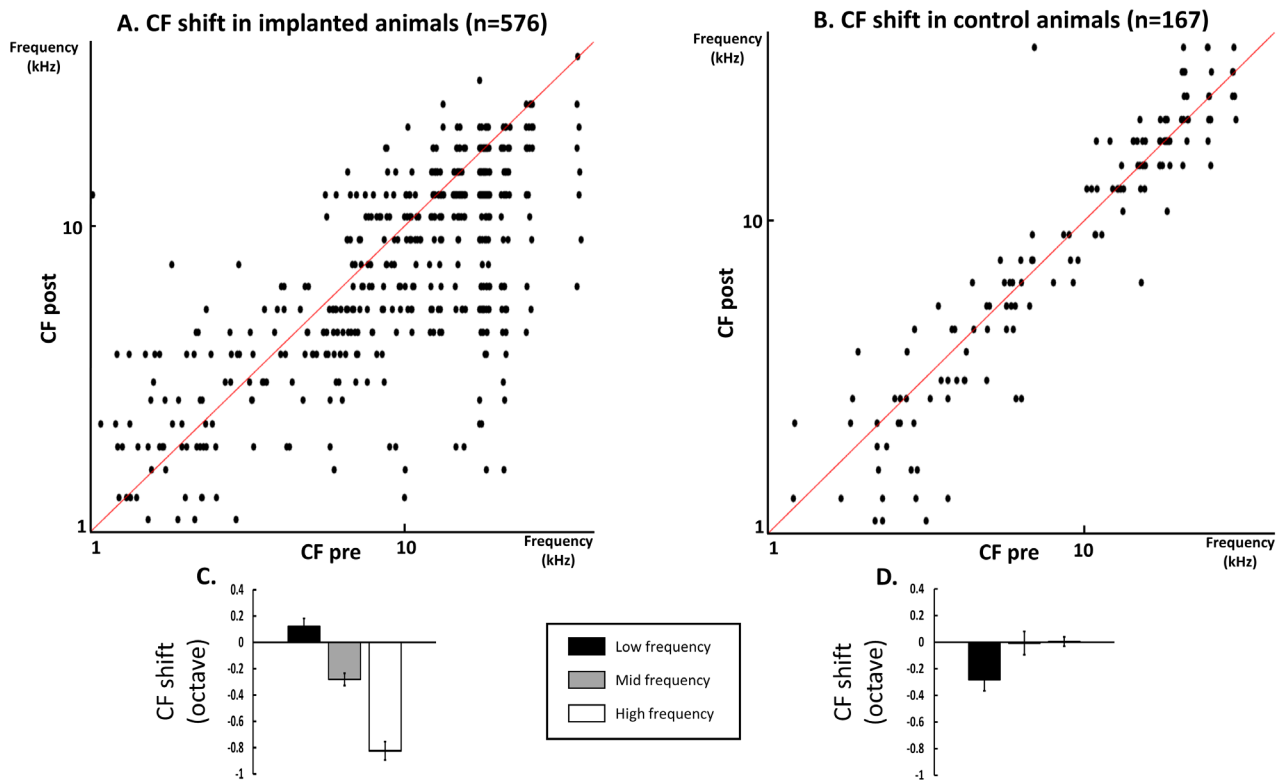 A. CF shift in implanted animals (n=576)
Frequency
(kHz)
10
CF post
1
1
CF pre
10
Frequency
(kHz)
B. CF shift in control animals (n=167)
Frequency
(kHz)
10
CF post
1
1
CF pre
10
Frequency
(kHz)
C.
CF shift
(octave)
0.4
0.2
0
-0.2
-0.4
-0.6
-0.8
-1
Low frequency
Mid frequency
High frequency
D.
CF shift
(octave)
0.4
0.2
0
-0.2
-0.4
-0.6
-0.8
-1